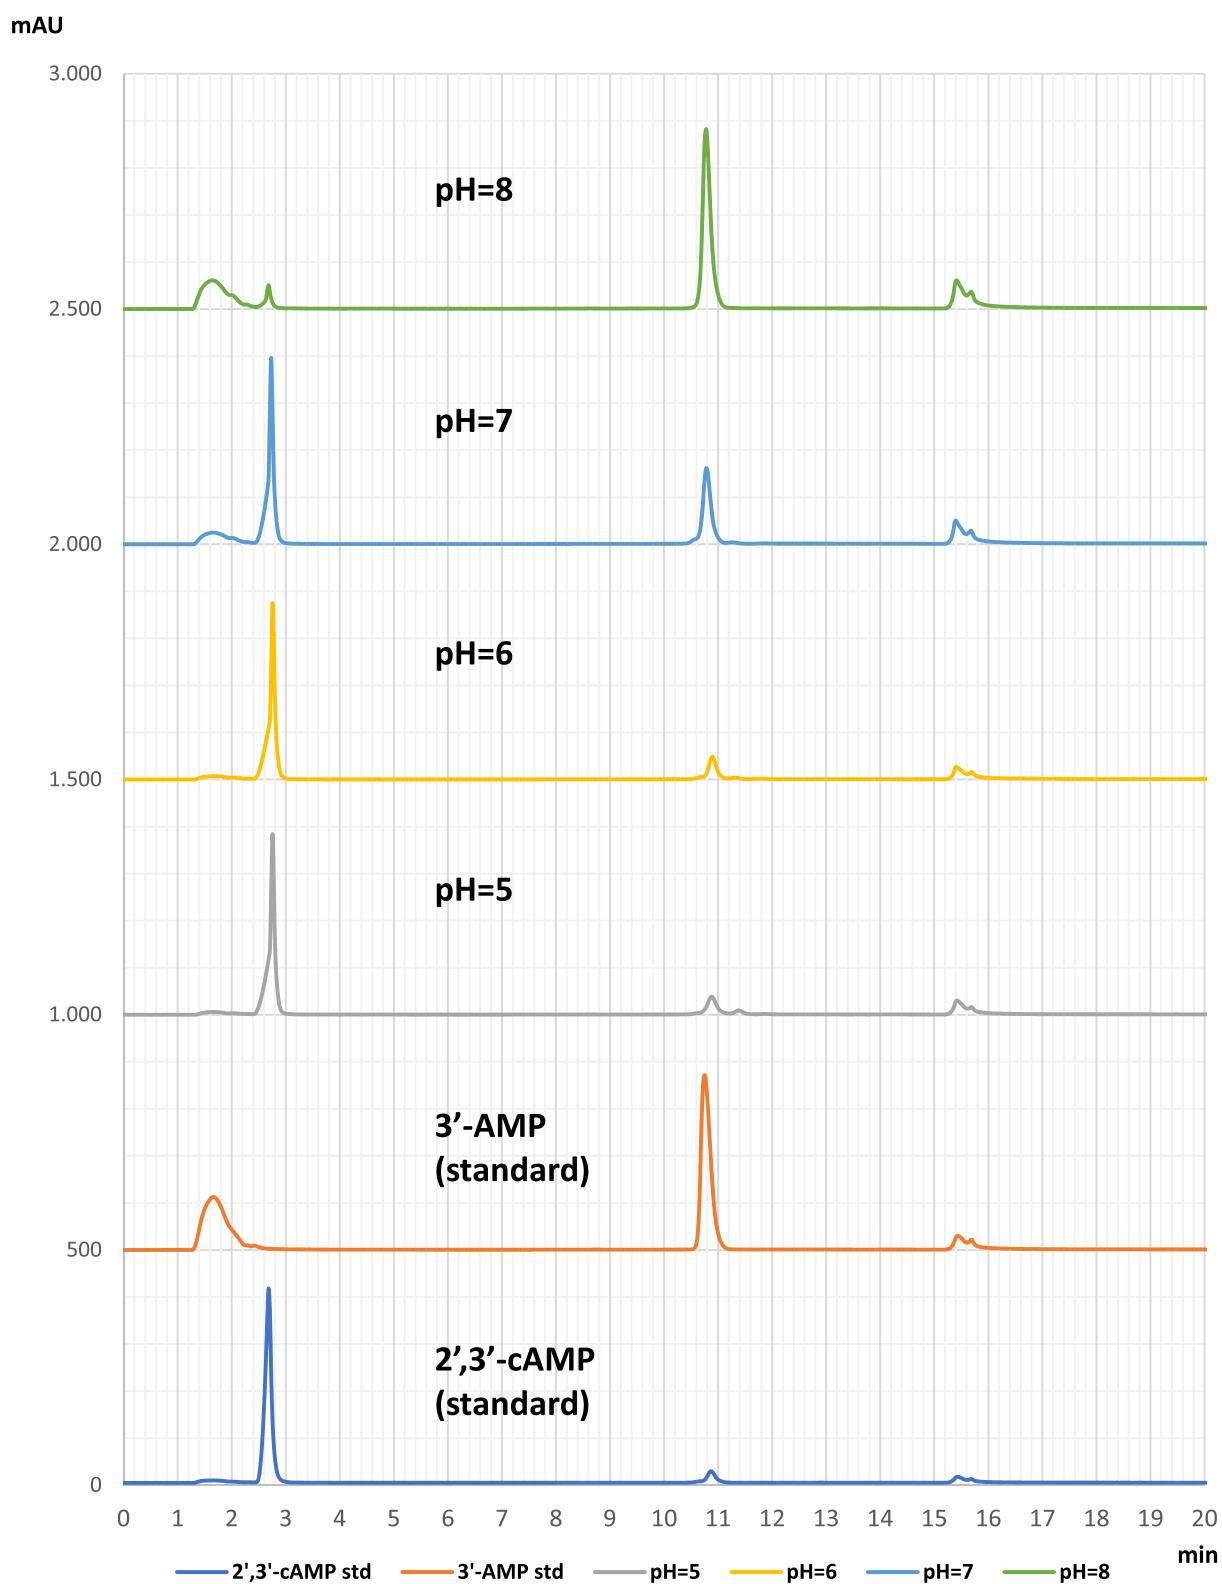 mAU
3.000
pH=8
2.500
pH=7
2.000
pH=6
1.500
pH=5
1.000
3’-AMP
(standard)
500
2’,3’-cAMP
(standard)
0
0 1 2 3 4 5 6 7 8 9 10 11 12 13 14 15 16 17 18 19 20
min
2',3'-cAMP std 3'-AMP std pH=5 pH=6 pH=7 pH=8